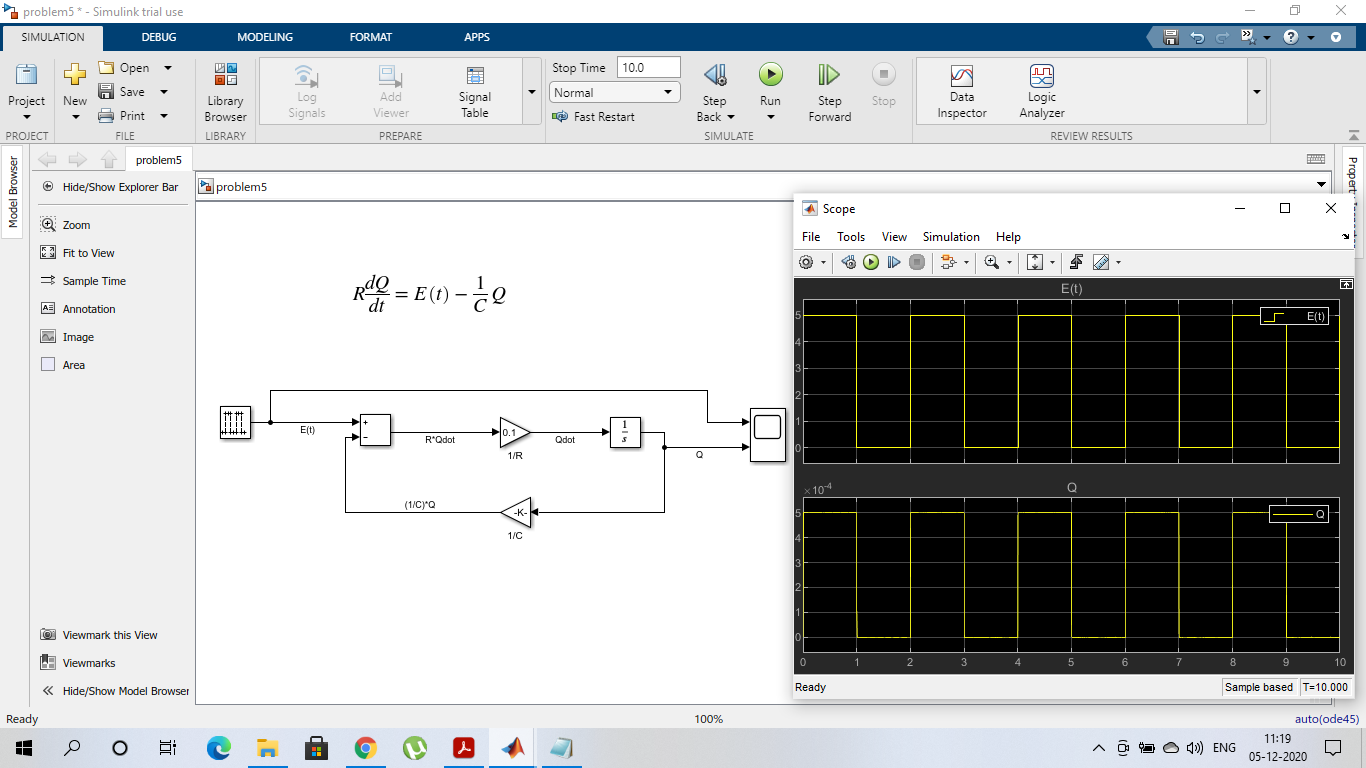 problem5 * - Simulink trial use
SIMULATION DEBUG MODELING FORMAT APPS
Project
New
Open
Save
Print
Library Browser
Log Signals
Add Viewer
Signal Table
Stop Time 10.0
Normal
Fast Restart
Step Back
Run
Step Forward
Stop
Data Inspector
Logic Analyzer
PROJECT FILE LIBRARY PREPARE SIMULATE REVIEW RESULTS
Model Browser
problem5
Hide/Show Explorer Bar
problem5
Zoom
Fit to View
Sample Time
Annotation
Image
Area
Viewmark this View
Viewmarks
Hide/Show Model Browser
R dQ/dt = E(t) − 1/C Q
E(t)
+
−
R*Qdot
0.1
1/R
Qdot
1/s
Q
(1/C)*Q
-K-
1/C
Scope
File Tools View Simulation Help
E(t)
E(t)
5
4
3
2
1
0
×10^-4
Q
Q
5
4
3
2
1
0
0 1 2 3 4 5 6 7 8 9 10
Ready Sample based T=10.000
Ready 100% auto(ode45)
ENG
11:19
05-12-2020